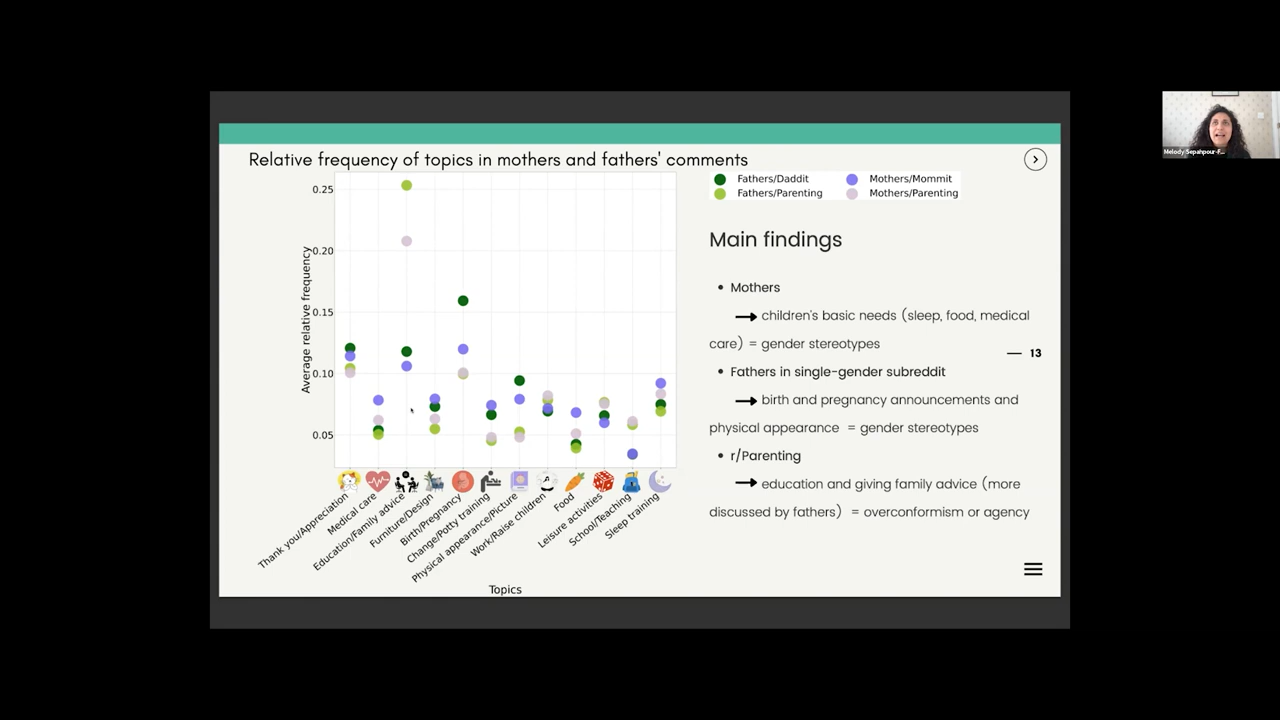 Relative frequency of topics in mothers and fathers' comments
Fathers/Daddit
Mothers/Mommit
Fathers/Parenting
Mothers/Parenting
Average relative frequency
0.25
0.20
0.15
0.10
0.05
Thank you/Appreciation
Medical care
Education/Family advice
Furniture/Design
Birth/Pregnancy
Change/Potty training
Physical appearance/Picture
Work/Raise children
Food
Leisure activities
School/Teaching
Sleep training
Topics
Main findings
• Mothers
→ children's basic needs (sleep, food, medical
care) = gender stereotypes
— 13
• Fathers in single-gender subreddit
→ birth and pregnancy announcements and
physical appearance = gender stereotypes
• r/Parenting
→ education and giving family advice (more
discussed by fathers) = overconformism or agency
Melody Sepahpour-F...